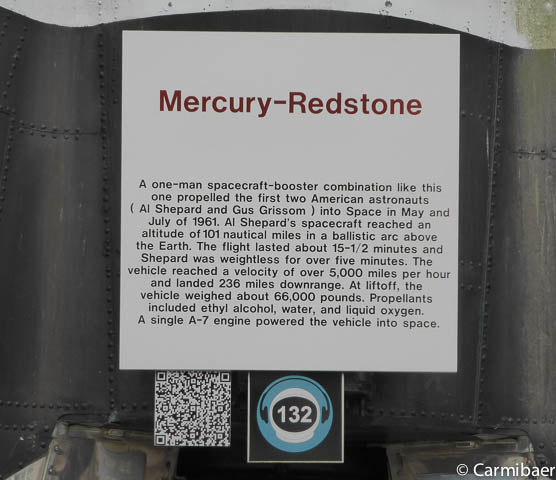 Mercury-Redstone
A one-man spacecraft-booster combination like this
one propelled the first two American astronauts
( Al Shepard and Gus Grissom ) into Space in May and
July of 1961. Al Shepard's spacecraft reached an
altitude of 101 nautical miles in a ballistic arc above
the Earth. The flight lasted about 15-1/2 minutes and
Shepard was weightless for over five minutes. The
vehicle reached a velocity of over 5,000 miles per hour
and landed 236 miles downrange. At liftoff, the
vehicle weighed about 66,000 pounds. Propellants
included ethyl alcohol, water, and liquid oxygen.
A single A-7 engine powered the vehicle into space.
132
© Carmibaer